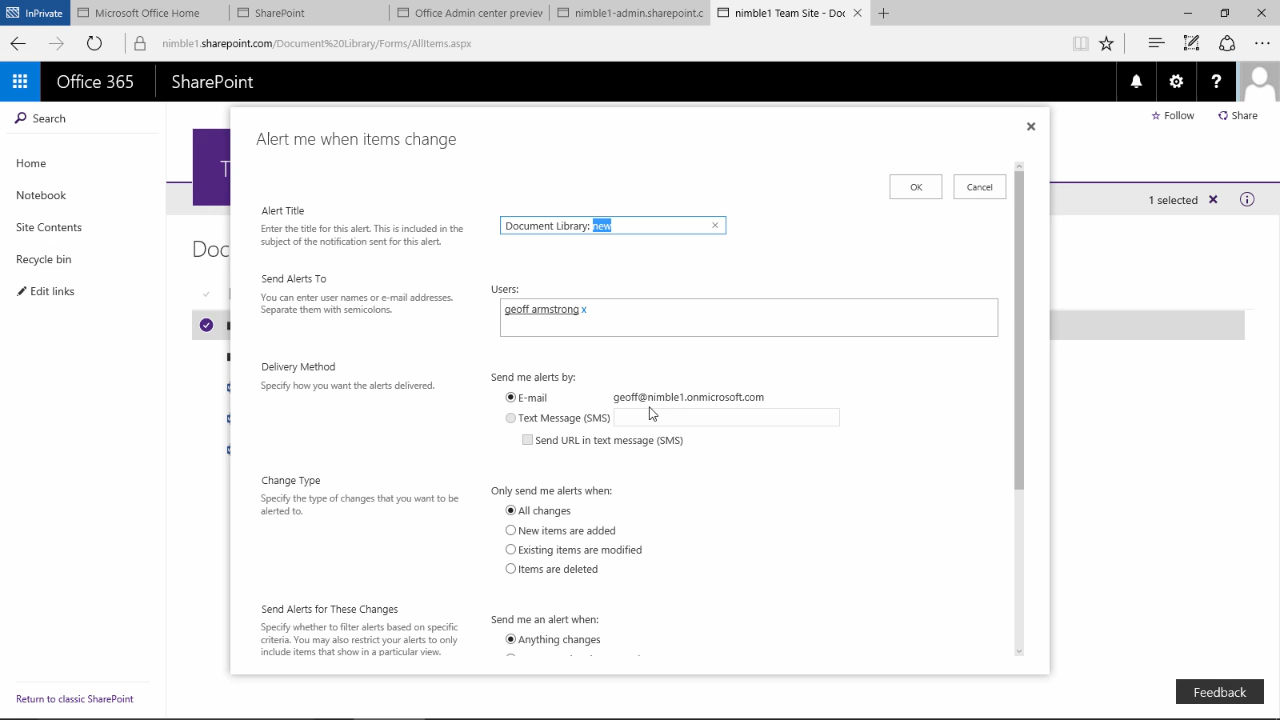 InPrivate
Microsoft Office Home
SharePoint
Office Admin center preview
nimble1-admin.sharepoint.c
nimble1 Team Site - Doc
nimble1.sharepoint.com/Document%20Library/Forms/AllItems.aspx
Office 365
SharePoint
?
Search
Home
Notebook
Site Contents
Recycle bin
Edit links
Return to classic SharePoint
Follow
Share
1 selected
T
Doc
Alert me when items change
OK
Cancel
Alert Title
Enter the title for this alert. This is included in the
subject of the notification sent for this alert.
Document Library: new
Send Alerts To
You can enter user names or e-mail addresses.
Separate them with semicolons.
Users:
geoff armstrong x
Delivery Method
Specify how you want the alerts delivered.
Send me alerts by:
E-mail
geoff@nimble1.onmicrosoft.com
Text Message (SMS)
Send URL in text message (SMS)
Change Type
Specify the type of changes that you want to be
alerted to.
Only send me alerts when:
All changes
New items are added
Existing items are modified
Items are deleted
Send Alerts for These Changes
Specify whether to filter alerts based on specific
criteria. You may also restrict your alerts to only
include items that show in a particular view.
Send me an alert when:
Anything changes
Feedback